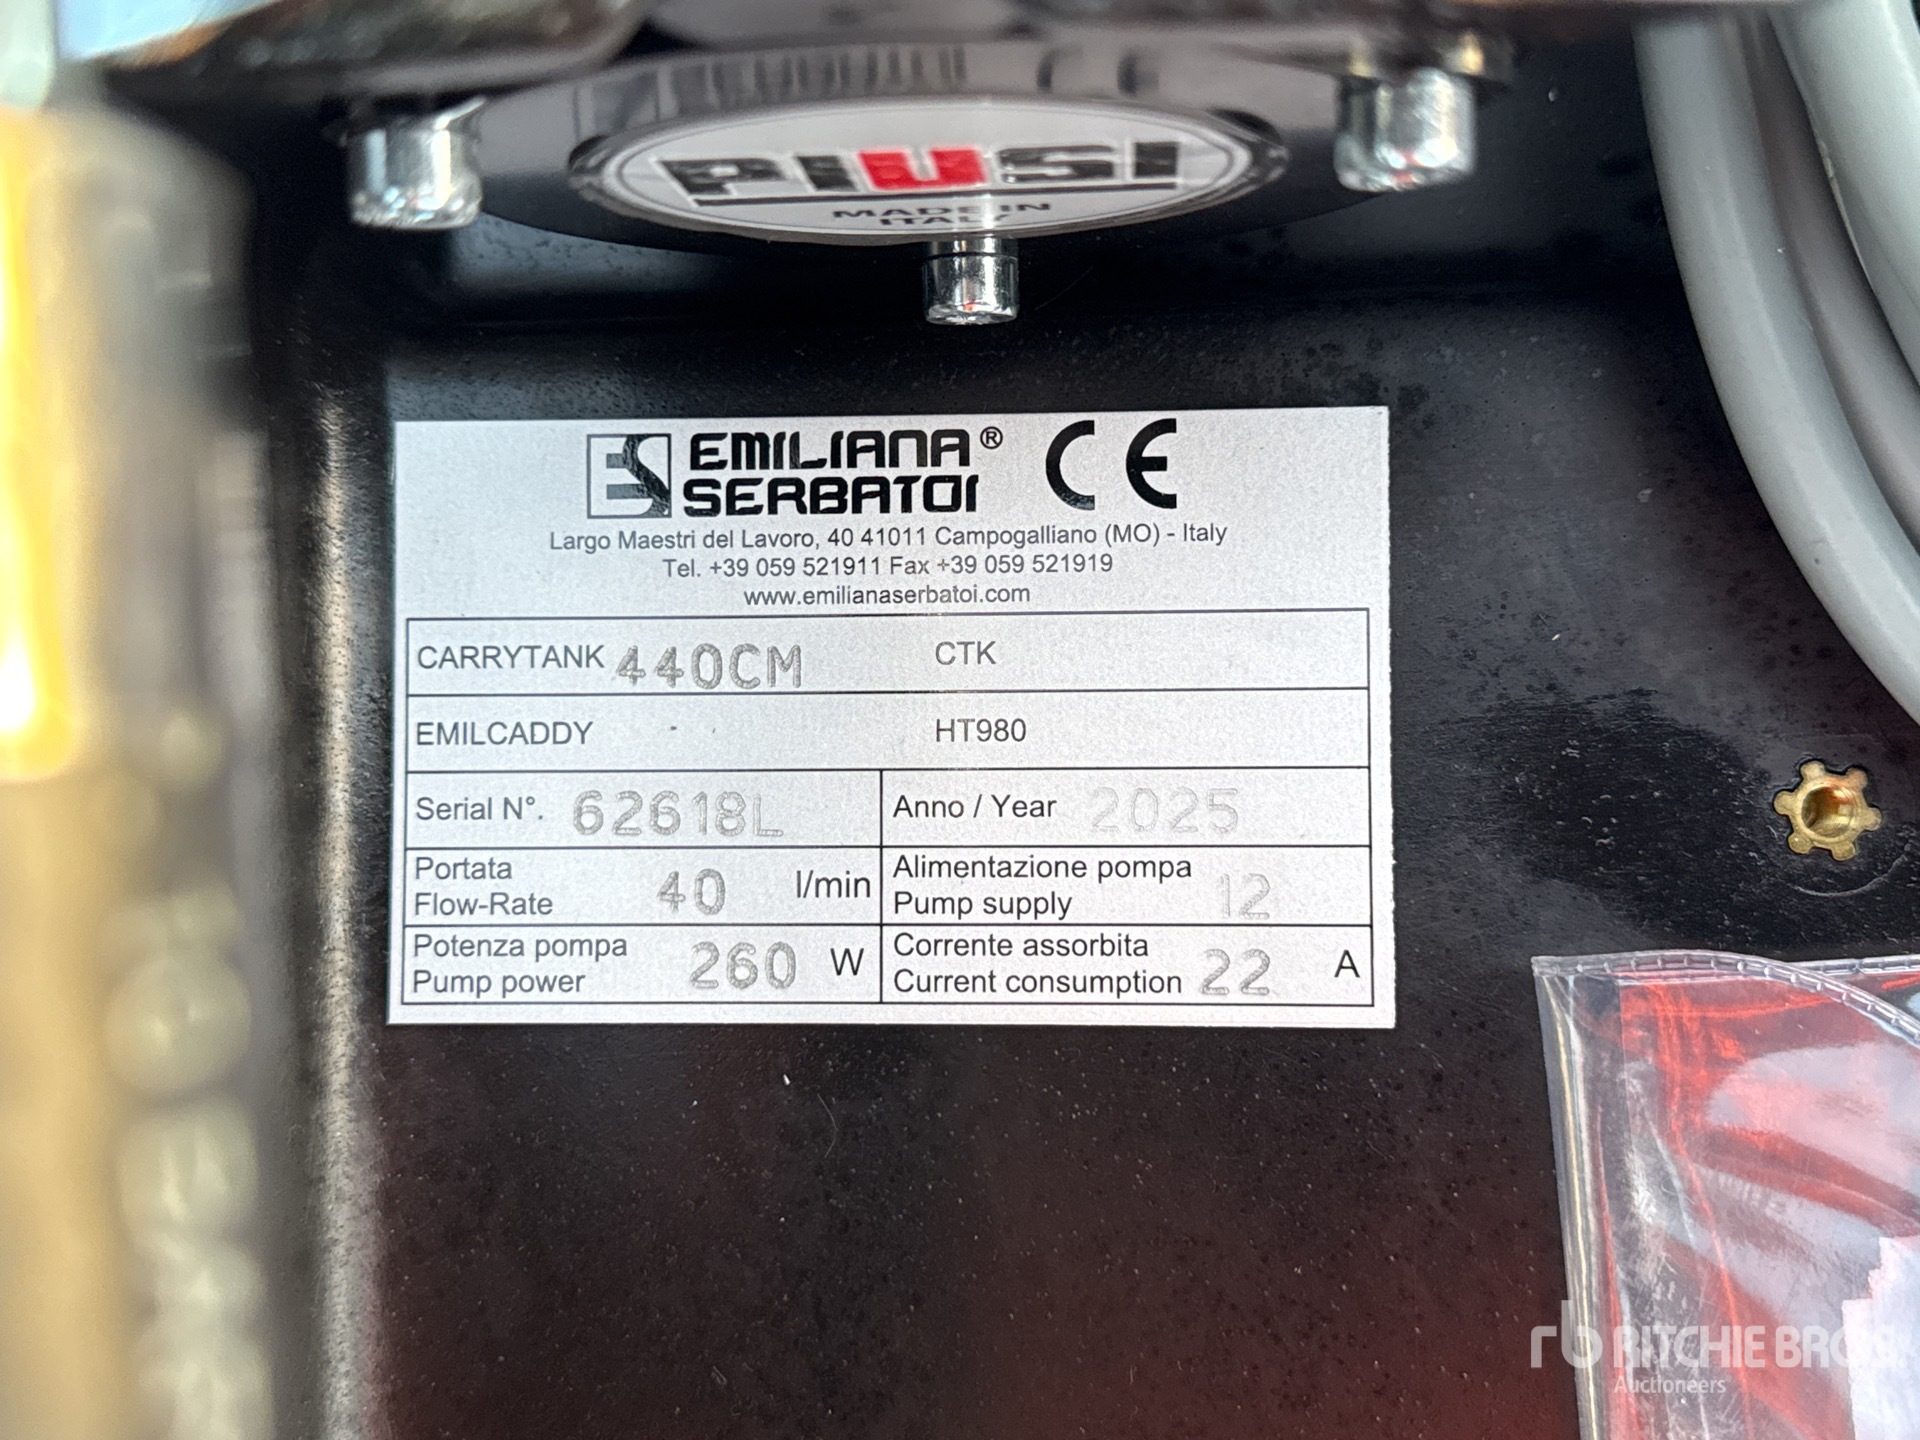 PIUSI
MADE IN
ITALY
ES EMILIANA® CE
SERBATOI
Largo Maestri del Lavoro, 40 41011 Campogalliano (MO) - Italy
Tel. +39 059 521911 Fax +39 059 521919
www.emilianaserbatoi.com
CARRYTANK 440CM CTK
EMILCADDY - HT980
Serial N°. 62618L Anno / Year 2025
Portata
Flow-Rate 40 l/min
Alimentazione pompa
Pump supply 12
Potenza pompa
Pump power 260 W
Corrente assorbita
Current consumption 22 A
rb RITCHIE BROS.
Auctioneers